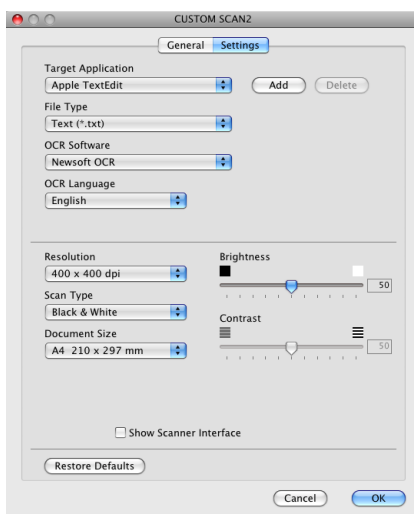 CUSTOM SCAN2
General Settings
Target Application
Apple TextEdit Add Delete
File Type
Text (*.txt)
OCR Software
Newsoft OCR
OCR Language
English
Resolution
400 x 400 dpi
Scan Type
Black & White
Document Size
A4 210 x 297 mm
Brightness
50
Contrast
50
Show Scanner Interface
Restore Defaults
Cancel OK